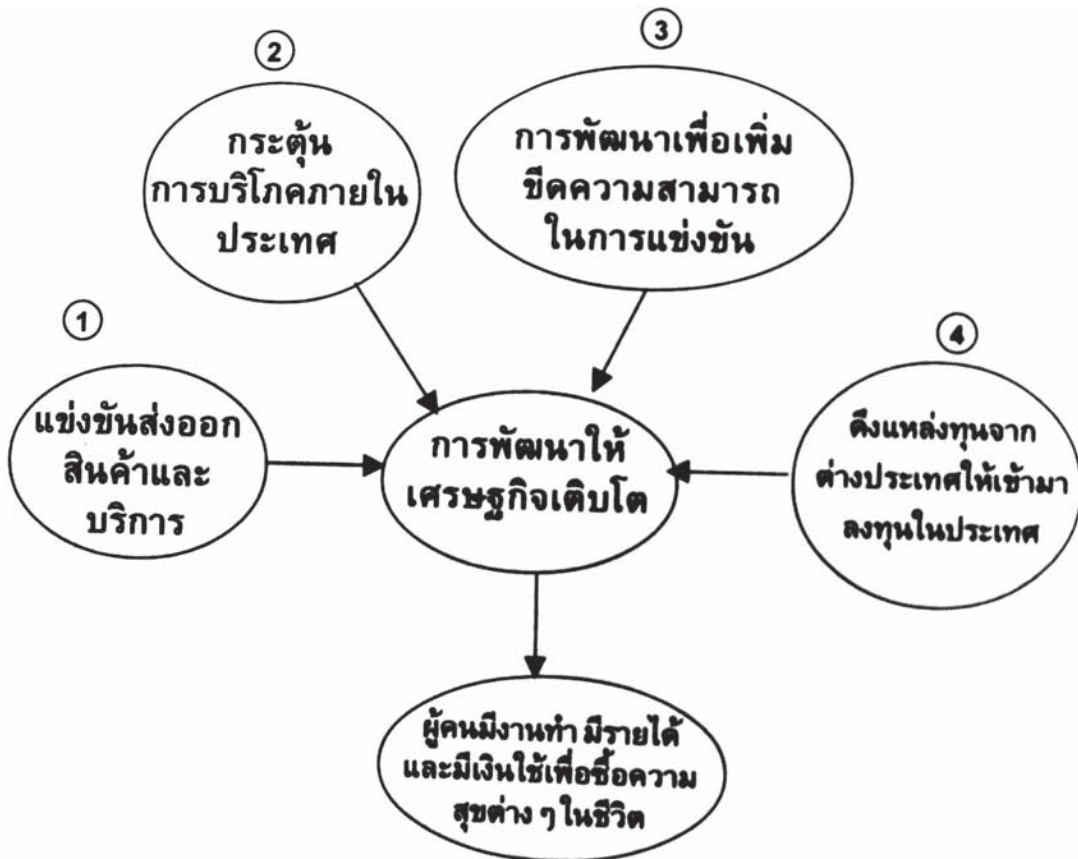 ①
แข่งขันส่งออก
สินค้าและ
บริการ
②
กระตุ้น
การบริโภคภายใน
ประเทศ
③
การพัฒนาเพื่อเพิ่ม
ขีดความสามารถ
ในการแข่งขัน
④
ดึงแหล่งทุนจาก
ต่างประเทศให้เข้ามา
ลงทุนในประเทศ
การพัฒนาให้
เศรษฐกิจเติบโต
ผู้คนมีงานทำ มีรายได้
และมีเงินใช้เพื่อซื้อความ
สุขต่าง ๆ ในชีวิต